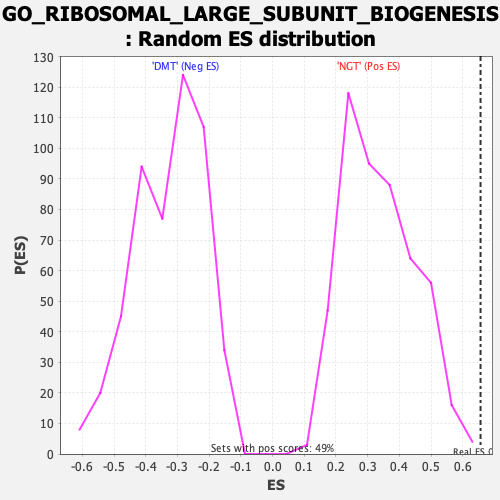 GO_RIBOSOMAL_LARGE_SUBUNIT_BIOGENESIS
: Random ES distribution
'DMT' (Neg ES) 'NGT' (Pos ES)
130
120
110
100
90
80
70
60
50
40
30
20
10
0
P(ES)
Sets with pos scores: 49%
Real ES 0
-0.6 -0.5 -0.4 -0.3 -0.2 -0.1 0.0 0.1 0.2 0.3 0.4 0.5 0.6
ES